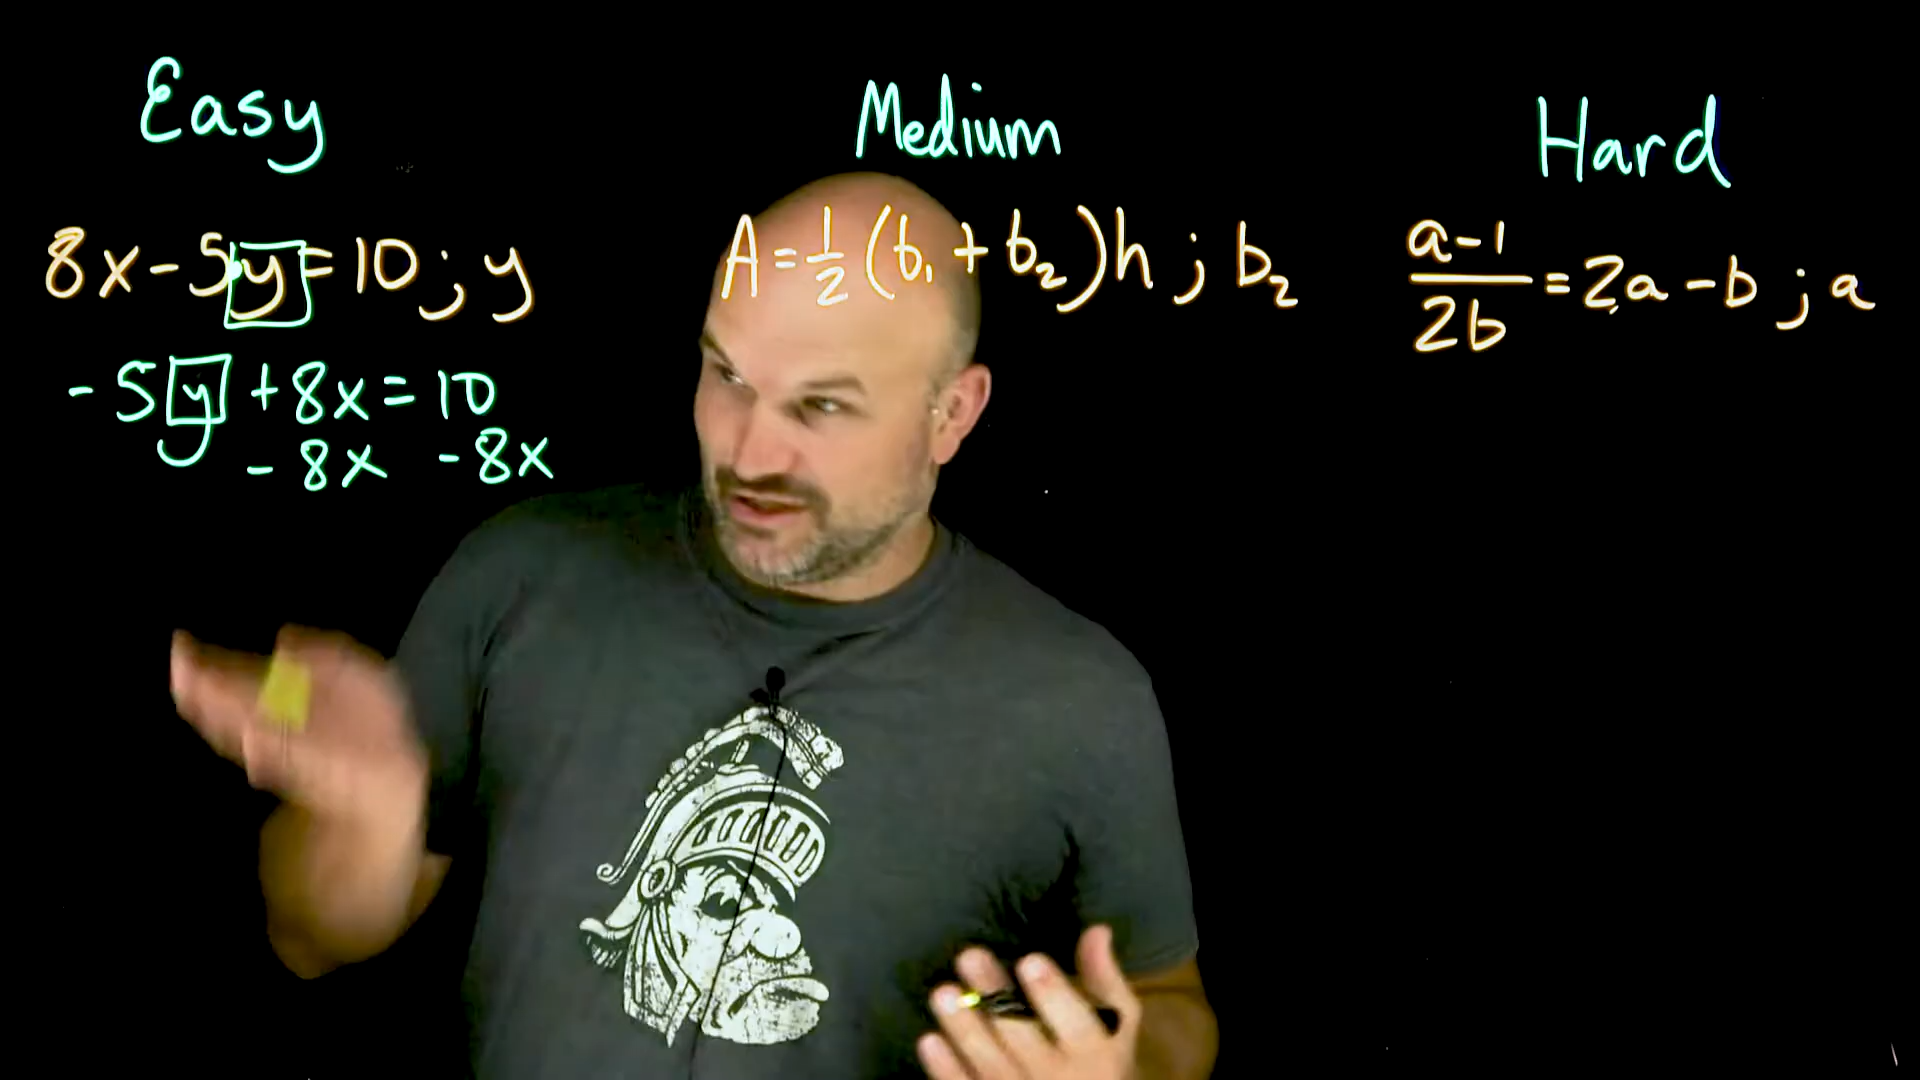 Easy
8x - 5y = 10 ; y
-5y + 8x = 10
- 8x - 8x
Medium
A = 1/2 (b₁ + b₂)h ; b₂
Hard
a-1/2b = 2a - b ; a